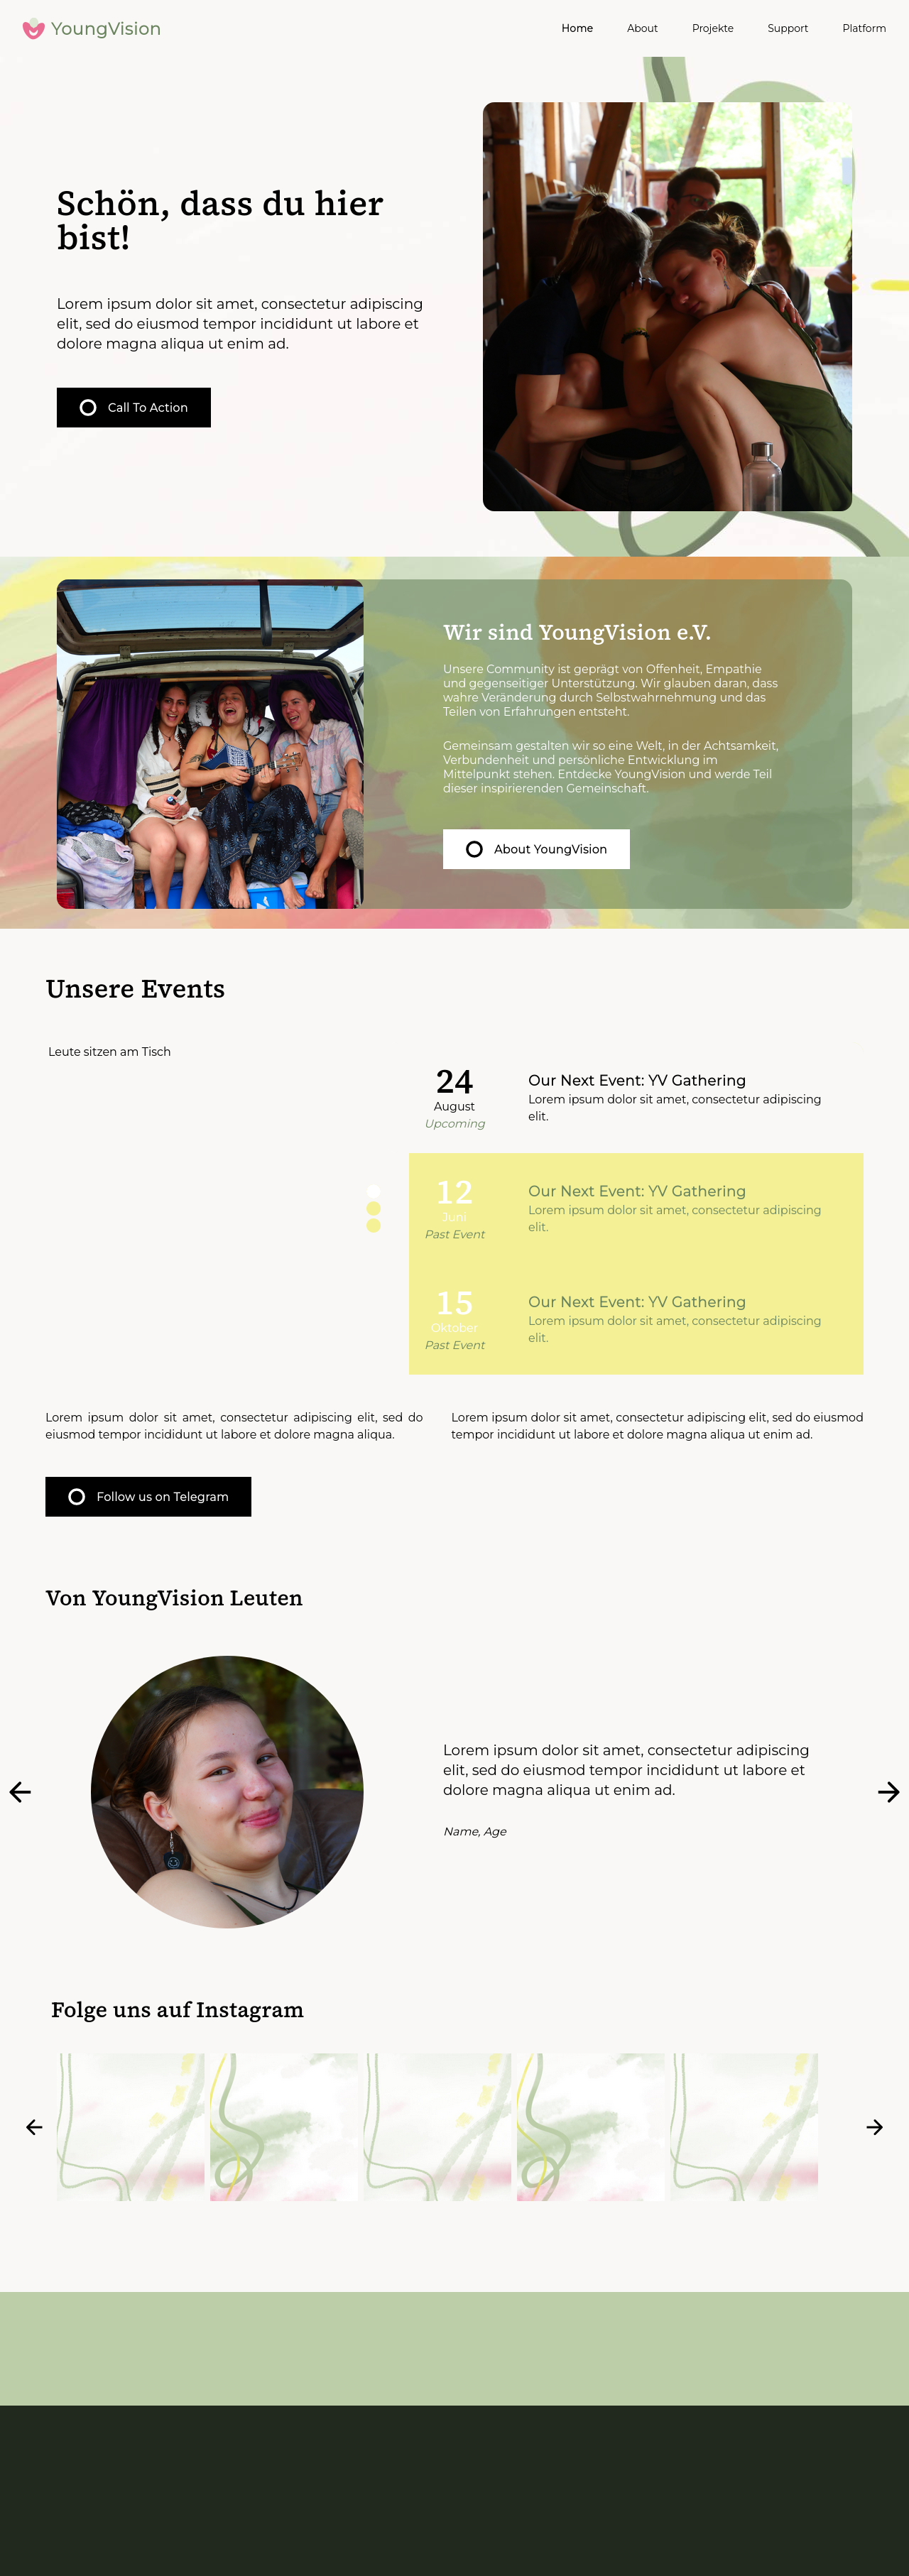 YoungVision
Home About Projekte Support Platform
Schön, dass du hier
bist!
Lorem ipsum dolor sit amet, consectetur adipiscing
elit, sed do eiusmod tempor incididunt ut labore et
dolore magna aliqua ut enim ad.
Call To Action
Wir sind YoungVision e.V.
Unsere Community ist geprägt von Offenheit, Empathie
und gegenseitiger Unterstützung. Wir glauben daran, dass
wahre Veränderung durch Selbstwahrnehmung und das
Teilen von Erfahrungen entsteht.
Gemeinsam gestalten wir so eine Welt, in der Achtsamkeit,
Verbundenheit und persönliche Entwicklung im
Mittelpunkt stehen. Entdecke YoungVision und werde Teil
dieser inspirierenden Gemeinschaft.
About YoungVision
Unsere Events
Leute sitzen am Tisch
24
August
Upcoming
Our Next Event: YV Gathering
Lorem ipsum dolor sit amet, consectetur adipiscing
elit.
12
Juni
Past Event
Our Next Event: YV Gathering
Lorem ipsum dolor sit amet, consectetur adipiscing
elit.
15
Oktober
Past Event
Our Next Event: YV Gathering
Lorem ipsum dolor sit amet, consectetur adipiscing
elit.
Lorem ipsum dolor sit amet, consectetur adipiscing elit, sed do
eiusmod tempor incididunt ut labore et dolore magna aliqua.
Lorem ipsum dolor sit amet, consectetur adipiscing elit, sed do eiusmod
tempor incididunt ut labore et dolore magna aliqua ut enim ad.
Follow us on Telegram
Von YoungVision Leuten
Lorem ipsum dolor sit amet, consectetur adipiscing
elit, sed do eiusmod tempor incididunt ut labore et
dolore magna aliqua ut enim ad.
Name, Age
Folge uns auf Instagram